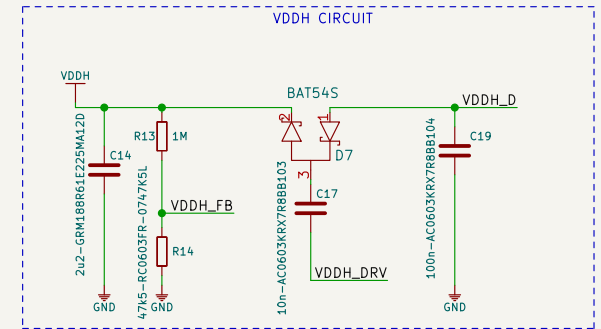 VDDH CIRCUIT
VDDH
BAT54S
VDDH_D
2
1
R13
1M
C14
C19
D7
3
2u2-GRM188R61E225MA12D
47k5-RC0603FR-0747K5L
10n-AC0603KRX7R8BB103
100n-AC0603KRX7R8BB104
VDDH_FB
C17
R14
VDDH_DRV
GND
GND
GND